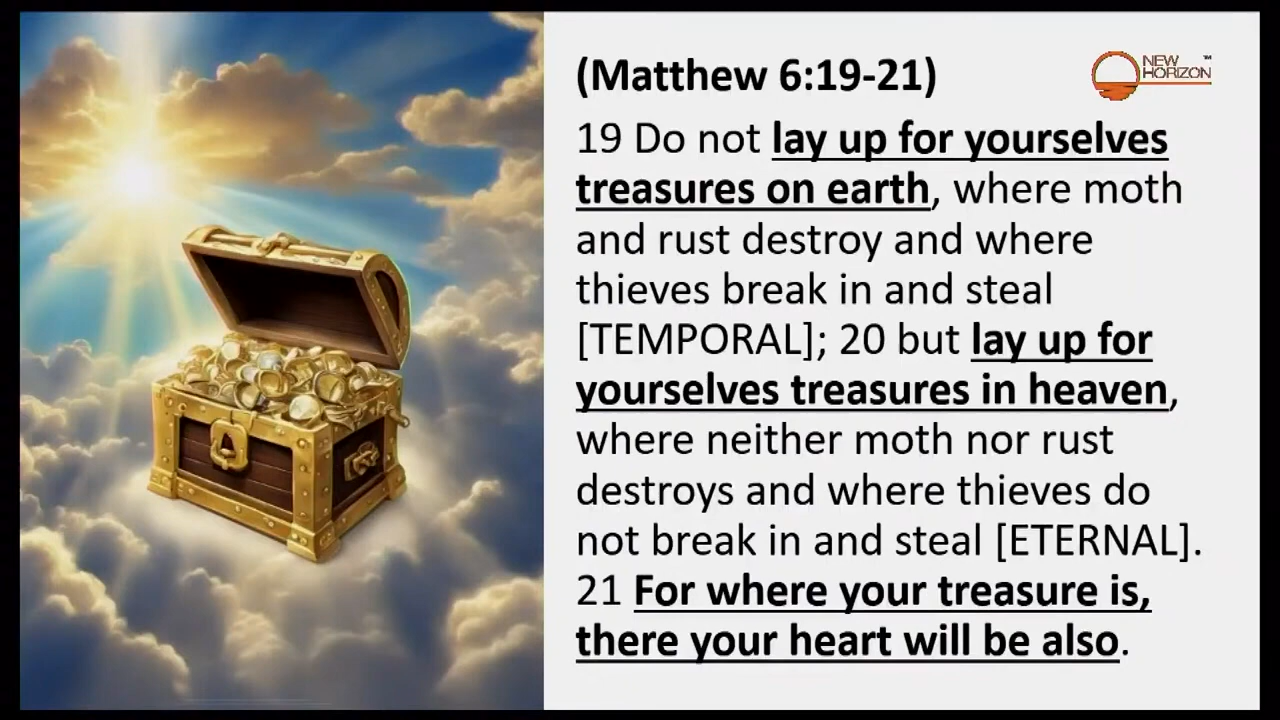 (Matthew 6:19-21)
NEW
HORIZON™
19 Do not lay up for yourselves
treasures on earth, where moth
and rust destroy and where
thieves break in and steal
[TEMPORAL]; 20 but lay up for
yourselves treasures in heaven,
where neither moth nor rust
destroys and where thieves do
not break in and steal [ETERNAL].
21 For where your treasure is,
there your heart will be also.